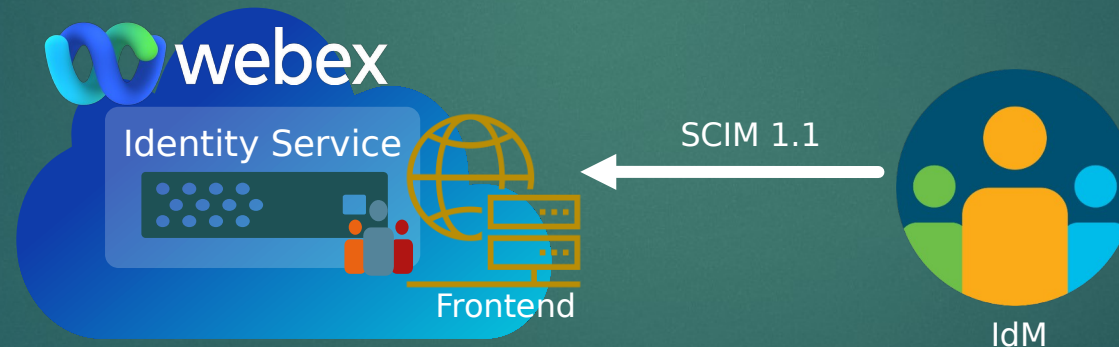 webex
Identity Service
SCIM 1.1
Frontend
IdM